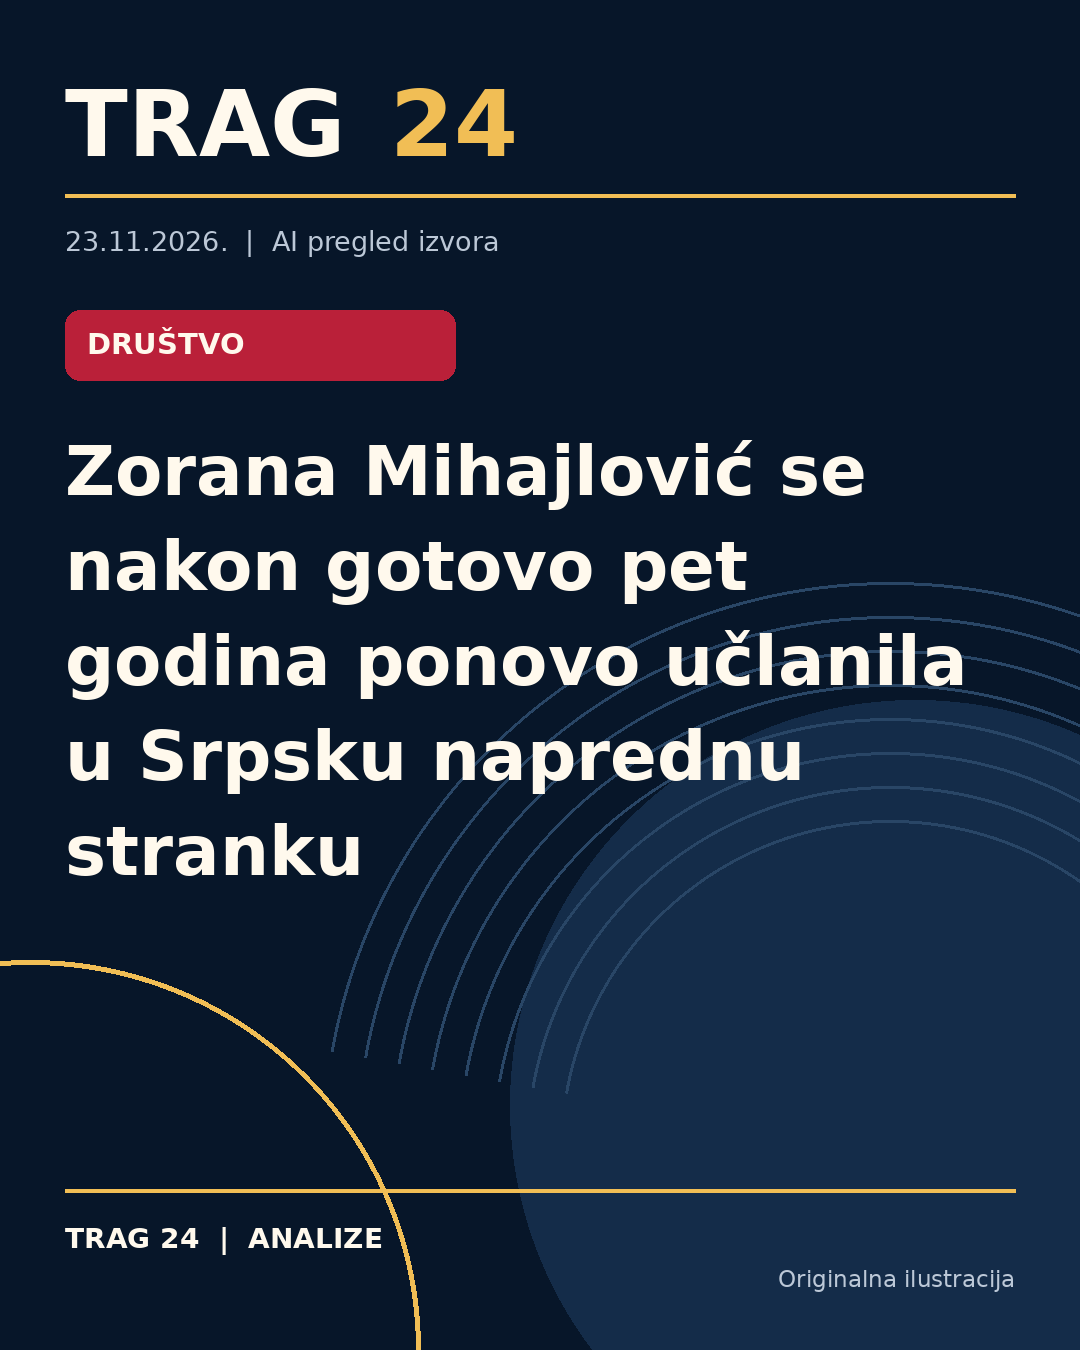 TRAG 24
23.11.2026. | AI pregled izvora
DRUŠTVO
Zorana Mihajlović se
nakon gotovo pet
godina ponovo učlanila
u Srpsku naprednu
stranku
TRAG 24 | ANALIZE
Originalna ilustracija